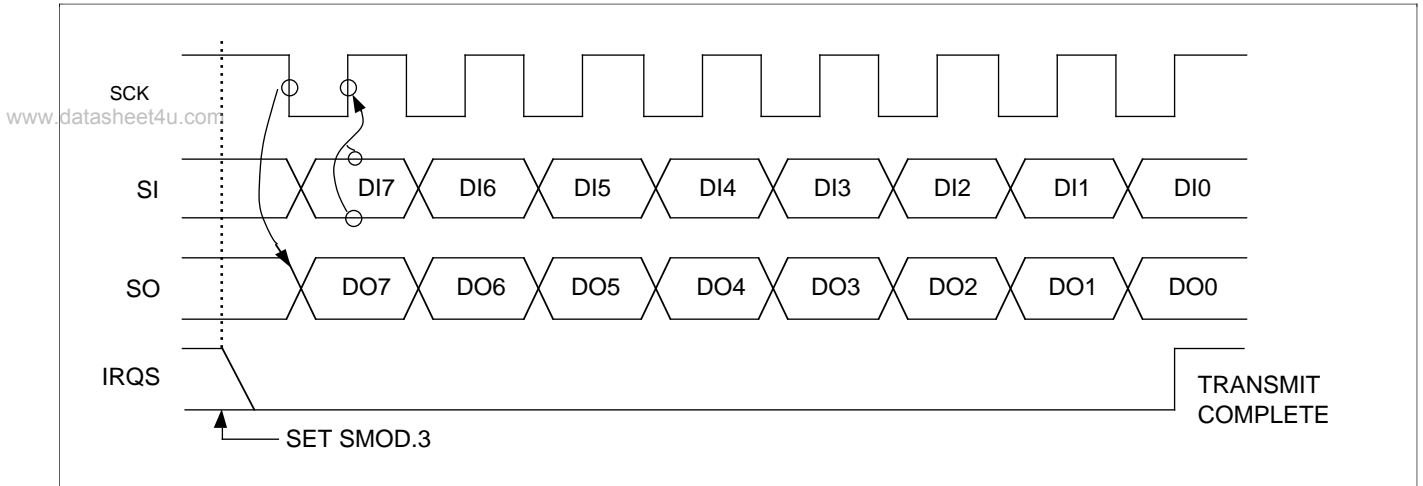 SCK
www.datasheet4u.com
SI DI7 DI6 DI5 DI4 DI3 DI2 DI1 DI0
SO DO7 DO6 DO5 DO4 DO3 DO2 DO1 DO0
IRQS
TRANSMIT
COMPLETE
SET SMOD.3